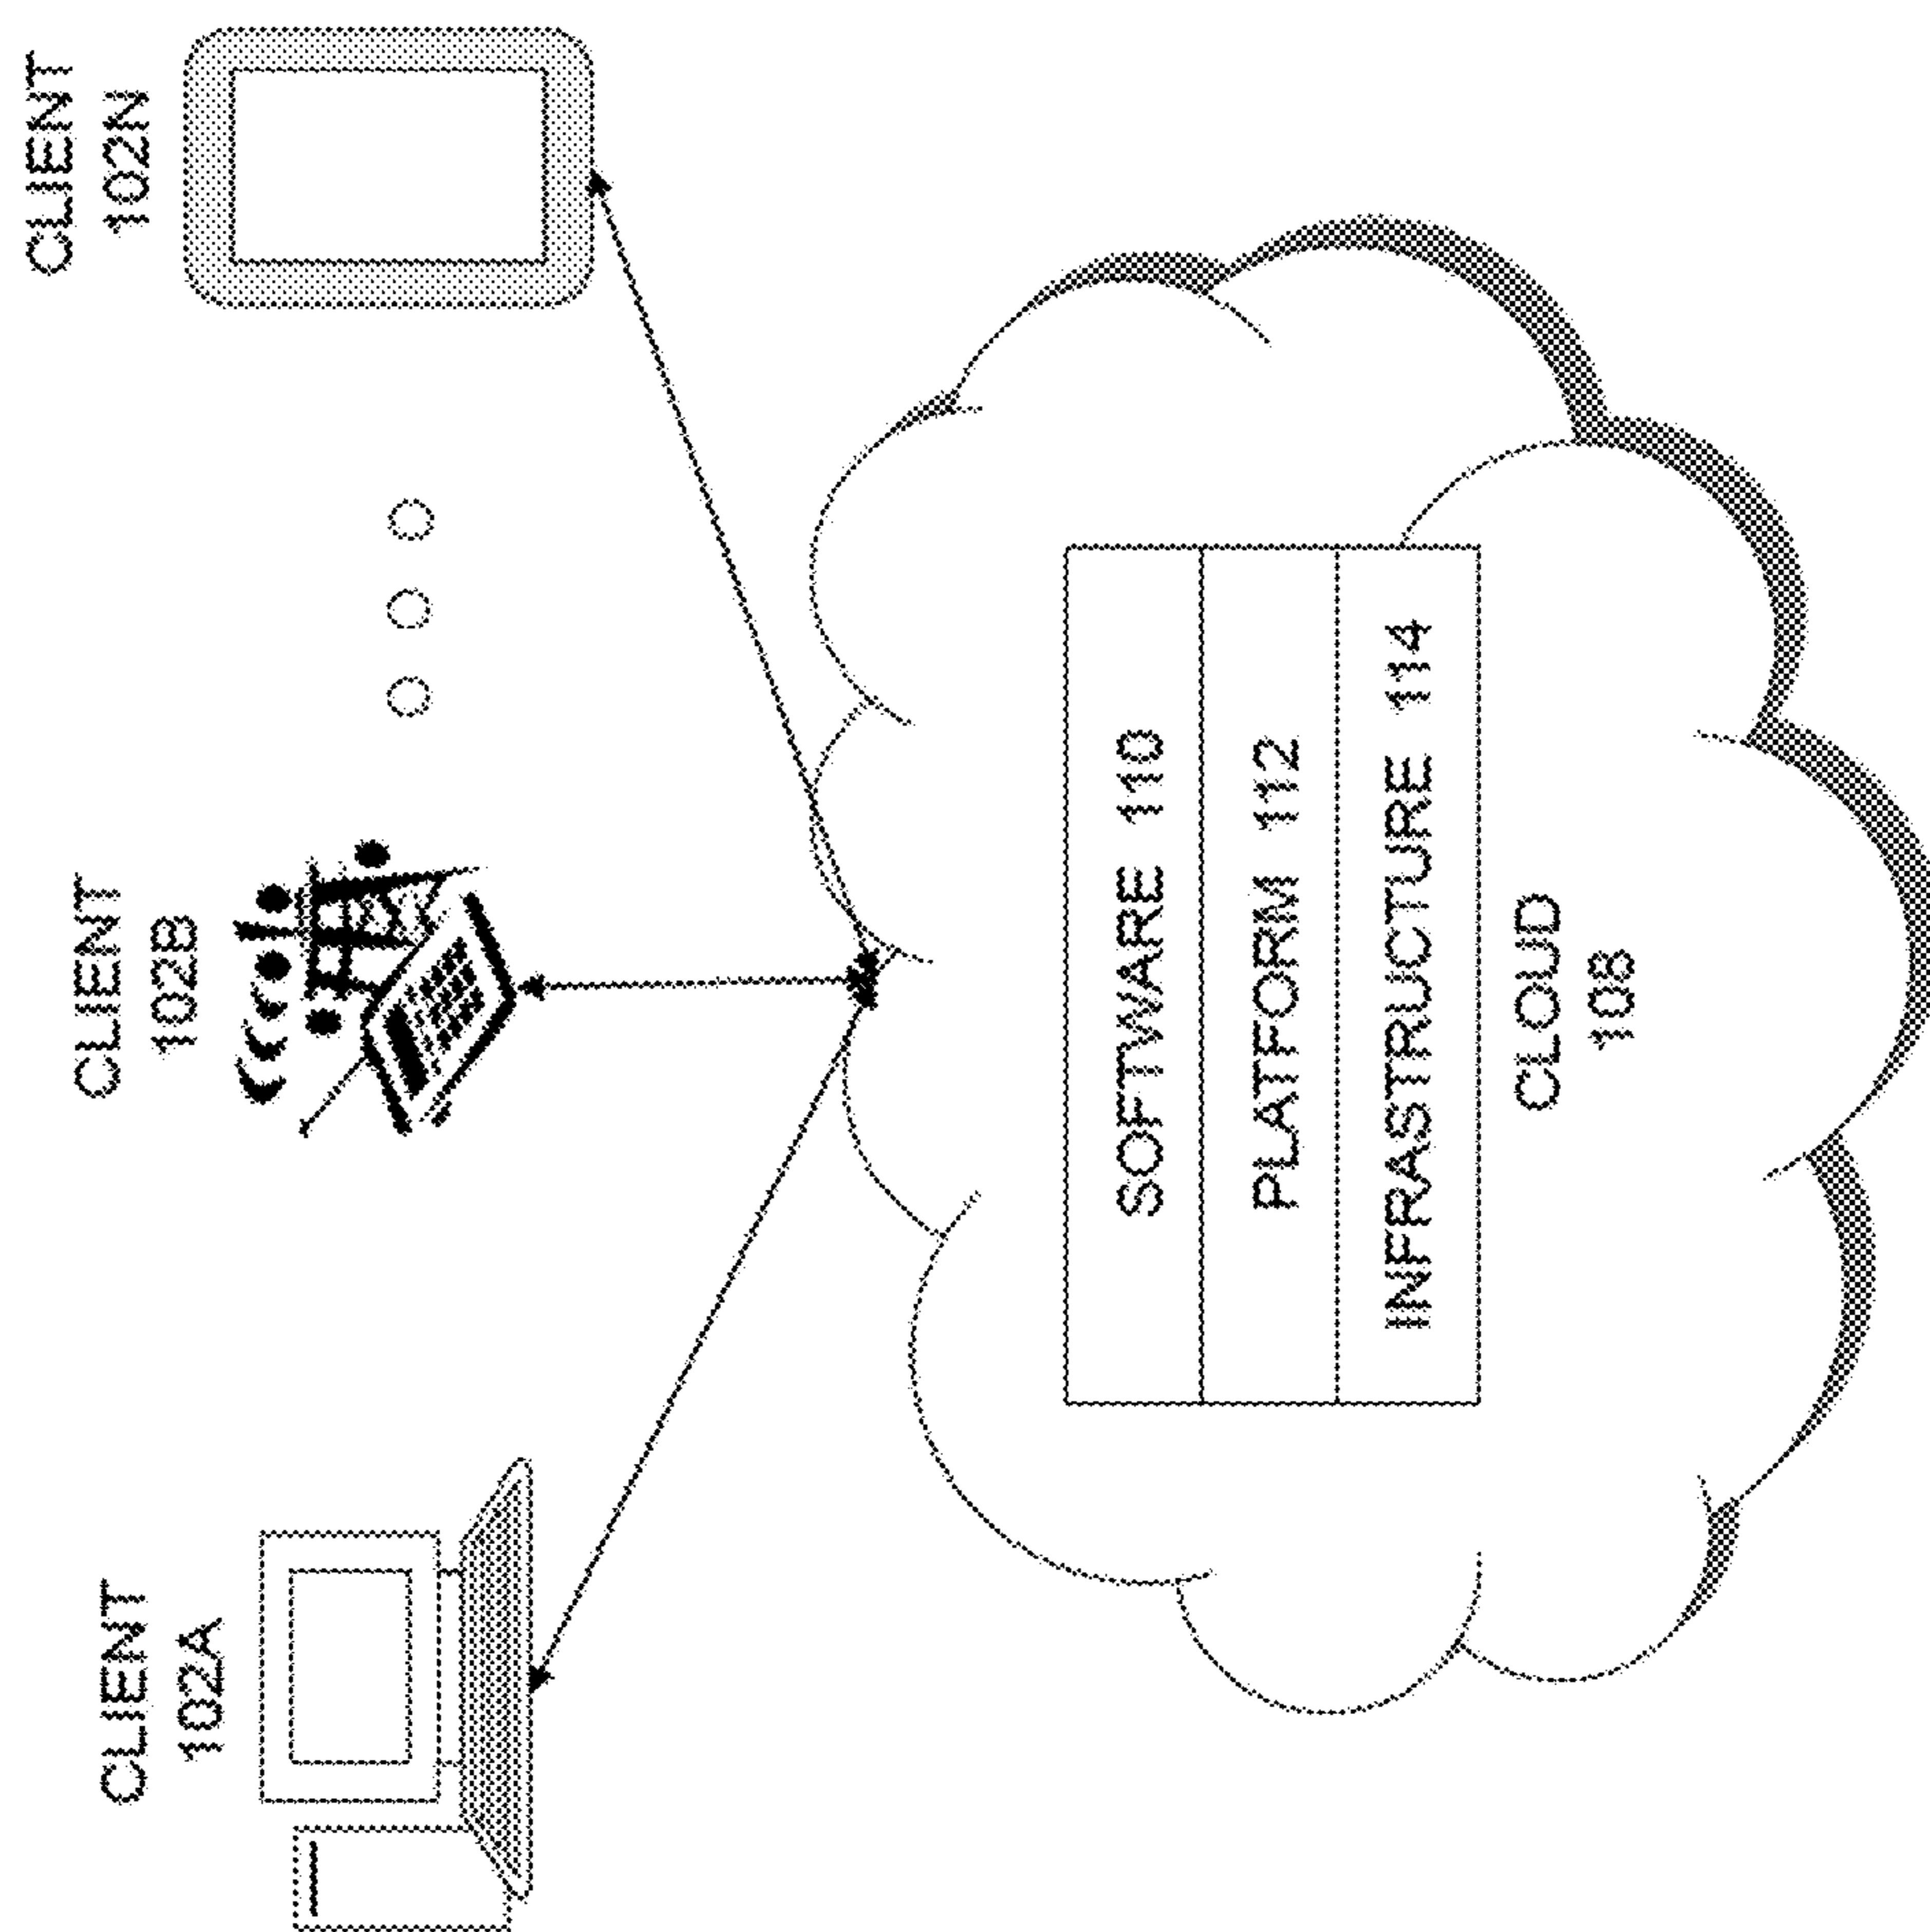 CLIENT
102A
CLIENT
102B
CLIENT
102N
SOFTWARE 110
PLATFORM 112
INFRASTRUCTURE 114
CLOUD
108